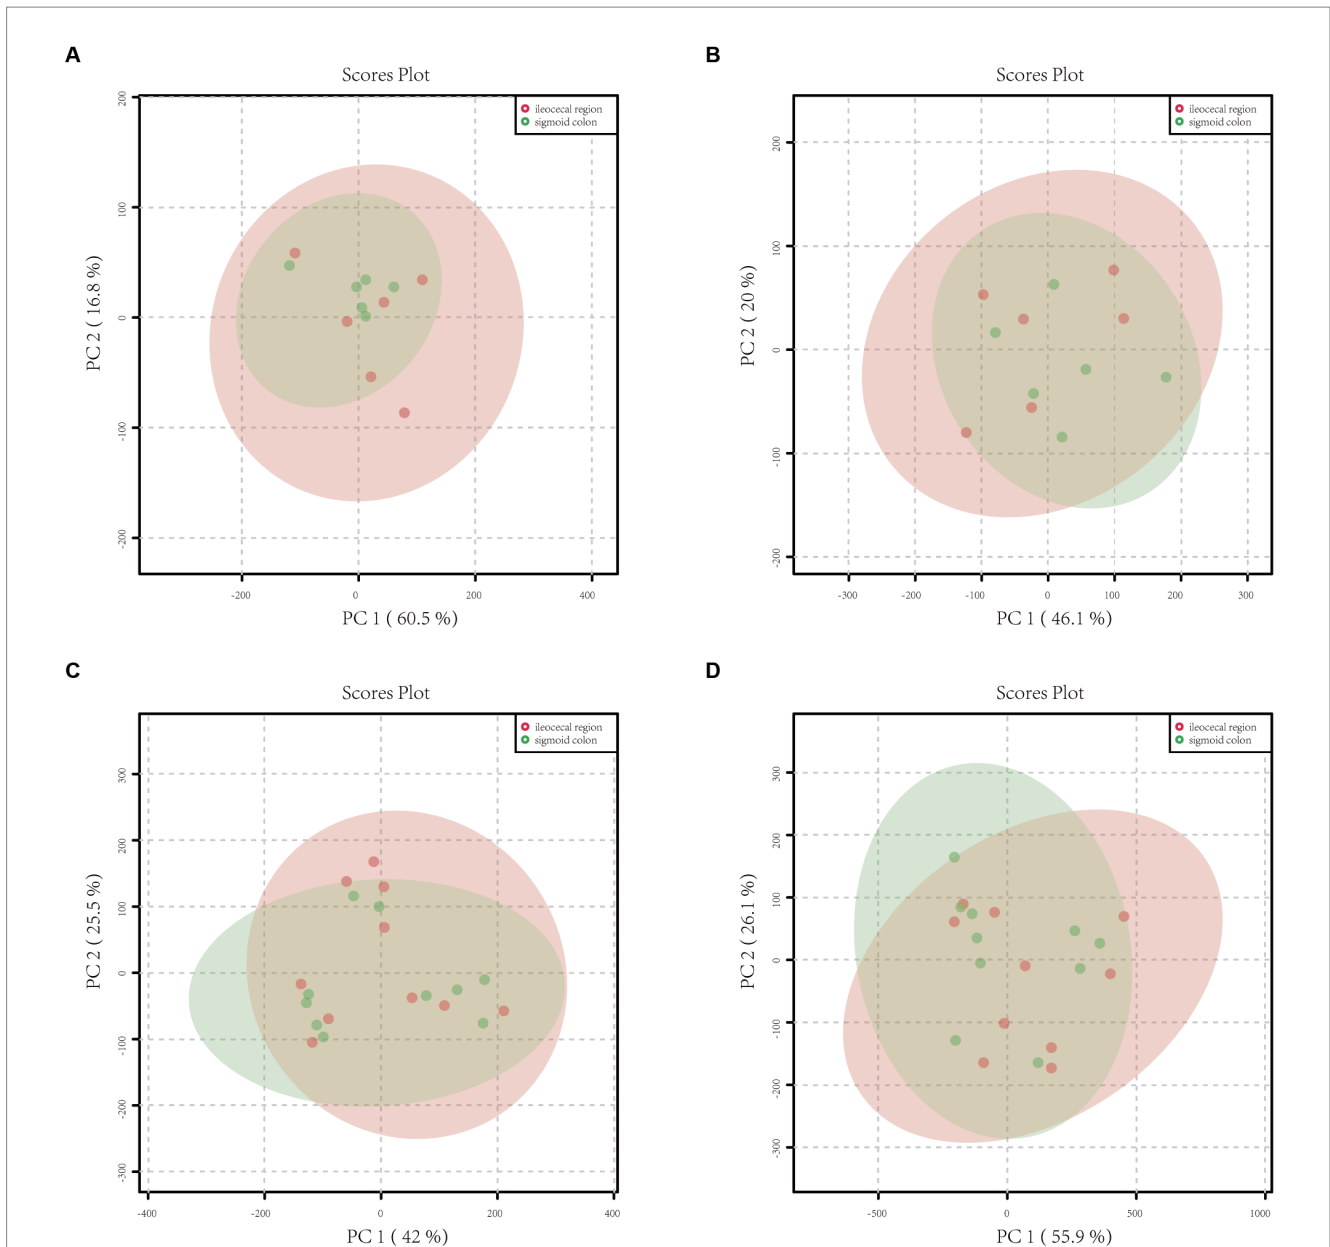 A
Scores Plot
ileocecal region
sigmoid colon
200
100
0
-100
-200
PC 2 ( 16.8 %)
-200
0
200
400
PC 1 ( 60.5 %)
B
Scores Plot
ileocecal region
sigmoid colon
200
100
0
-100
-200
PC 2 ( 20 %)
-300
-200
-100
0
100
200
300
PC 1 ( 46.1 %)
C
Scores Plot
ileocecal region
sigmoid colon
300
200
100
0
-100
-200
-300
PC 2 ( 25.5 %)
-400
-200
0
200
400
PC 1 ( 42 %)
D
Scores Plot
ileocecal region
sigmoid colon
300
200
100
0
-100
-200
-300
PC 2 ( 26.1 %)
-500
0
500
1000
PC 1 ( 55.9 %)